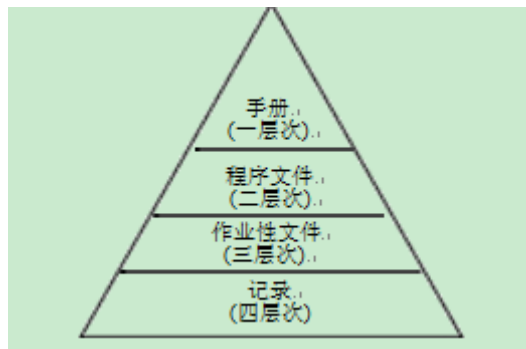 手册
(一层次)
程序文件
(二层次)
作业性文件
(三层次)
记录
(四层次)